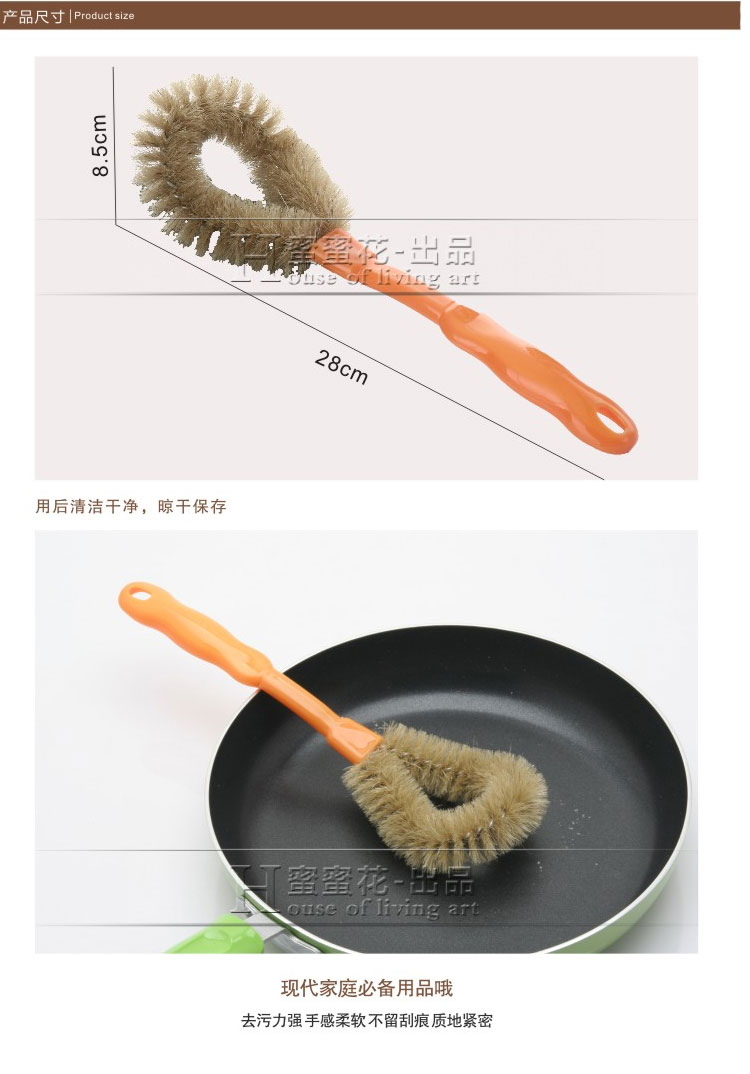 产品尺寸 | Product size
8.5cm
蜜蜜花-出品
House of living art
28cm
用后清洁干净，晾干保存
蜜蜜花-出品
House of living art
现代家庭必备用品哦
去污力强 手感柔软 不留刮痕 质地紧密